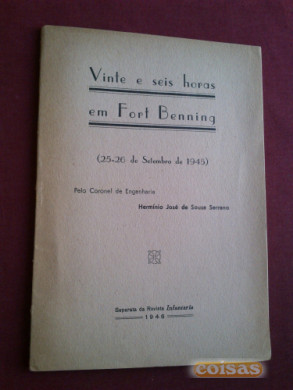 Vinte e seis horas
em Fort Benning
(25-26 de Setembro de 1945)
Pelo Coronel de Engenharia
Hermínio José de Sousa Serrano
Separata da Revista Infantaria
1946
coisas